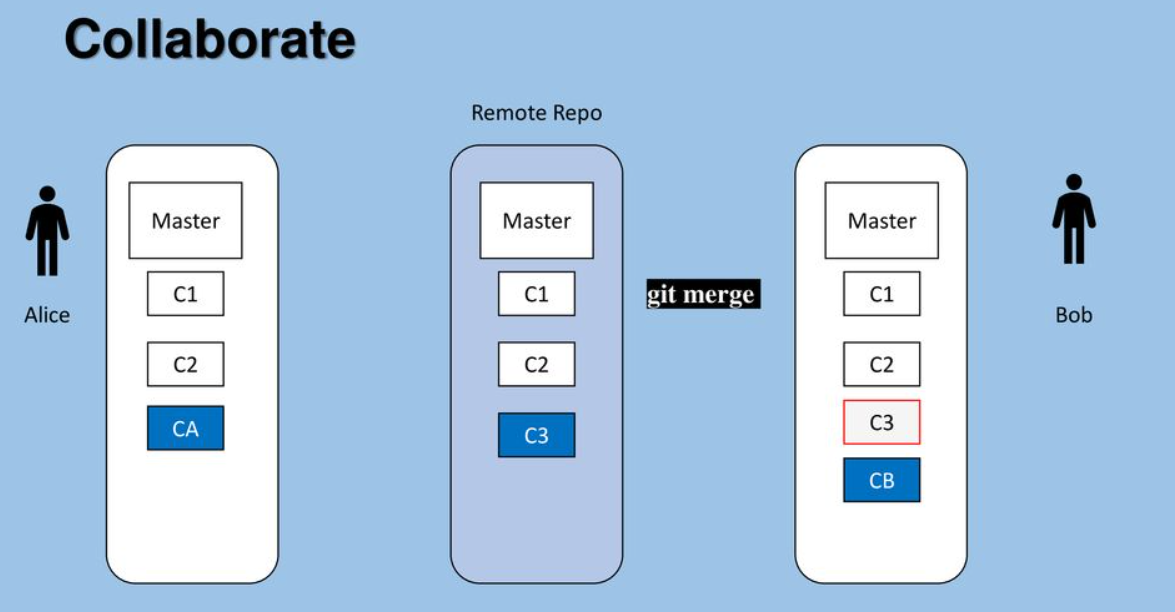 Collaborate
Remote Repo
Master
C1
C2
CA
Alice
Master
C1
C2
C3
git merge
Master
C1
C2
C3
CB
Bob